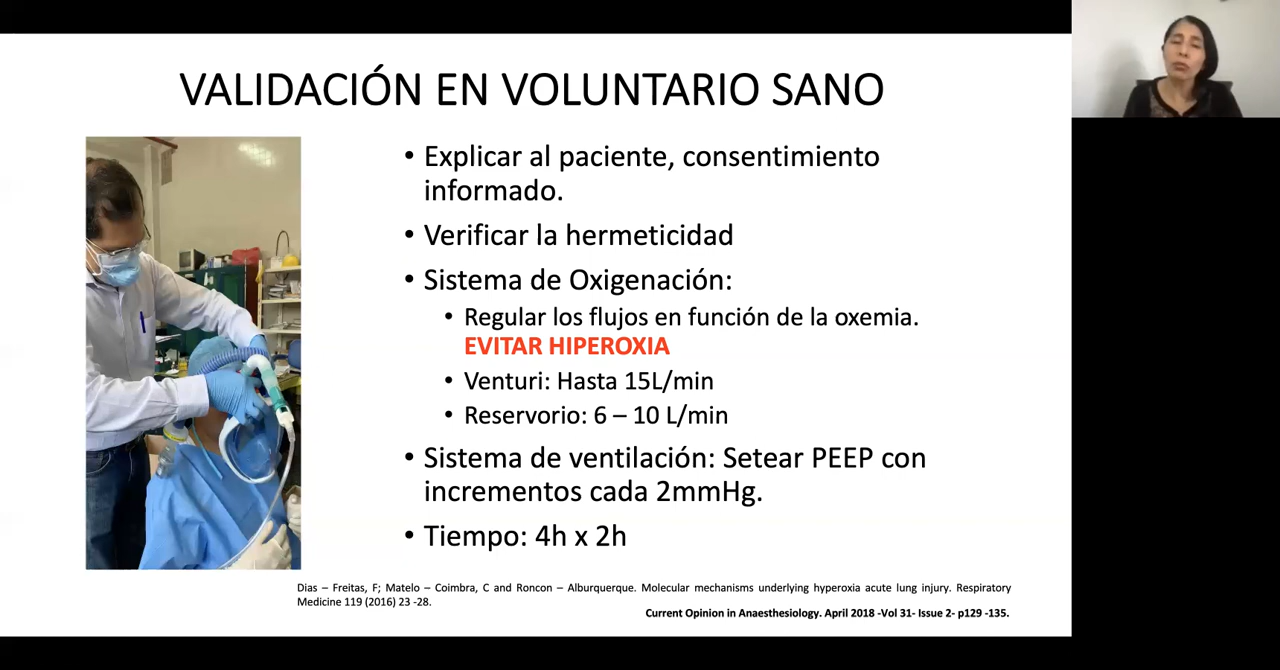 VALIDACIÓN EN VOLUNTARIO SANO
• Explicar al paciente, consentimiento
informado.
• Verificar la hermeticidad
• Sistema de Oxigenación:
• Regular los flujos en función de la oxemia.
EVITAR HIPEROXIA
• Venturi: Hasta 15L/min
• Reservorio: 6 – 10 L/min
• Sistema de ventilación: Setear PEEP con
incrementos cada 2mmHg.
• Tiempo: 4h x 2h
Dias – Freitas, F; Matelo – Coimbra, C and Roncon – Alburquerque. Molecular mechanisms underlying hyperoxia acute lung injury. Respiratory
Medicine 119 (2016) 23 -28.
Current Opinion in Anaesthesiology. April 2018 -Vol 31- Issue 2- p129 -135.